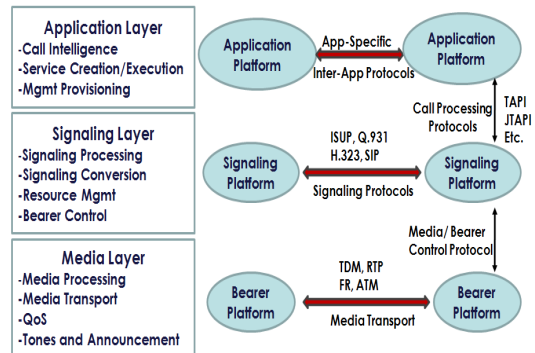 Application Layer
-Call Intelligence
-Service Creation/Execution
-Mgmt Provisioning
Application
Platform
App-Specific
Inter-App Protocols
Application
Platform
Call Processing
Protocols
TAPI
JTAPI
Etc.
Signaling Layer
-Signaling Processing
-Signaling Conversion
-Resource Mgmt
-Bearer Control
Signaling
Platform
ISUP, Q.931
H.323, SIP
Signaling Protocols
Signaling
Platform
Media/ Bearer
Control Protocol
Media Layer
-Media Processing
-Media Transport
-QoS
-Tones and Announcement
Bearer
Platform
TDM, RTP
FR, ATM
Media Transport
Bearer
Platform